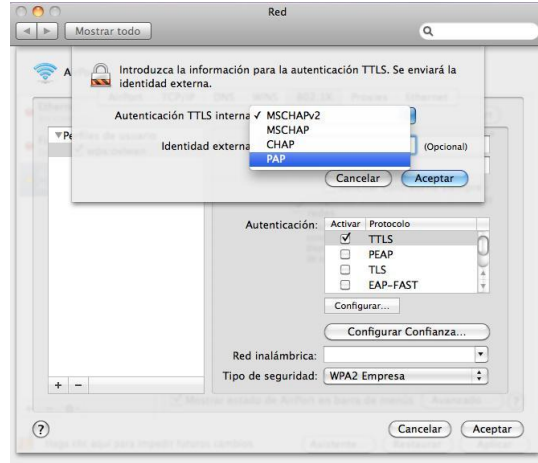 Red
Mostrar todo
Introduzca la información para la autenticación TTLS. Se enviará la
identidad externa.
Autenticación TTLS interna
✓ MSCHAPv2
MSCHAP
CHAP
PAP
Identidad externa
(Opcional)
Cancelar
Aceptar
Autenticación:
Activar Protocolo
TTLS
PEAP
TLS
EAP-FAST
Configurar...
Configurar Confianza...
Red inalámbrica:
Tipo de seguridad: WPA2 Empresa
+ −
?
Cancelar
Aceptar